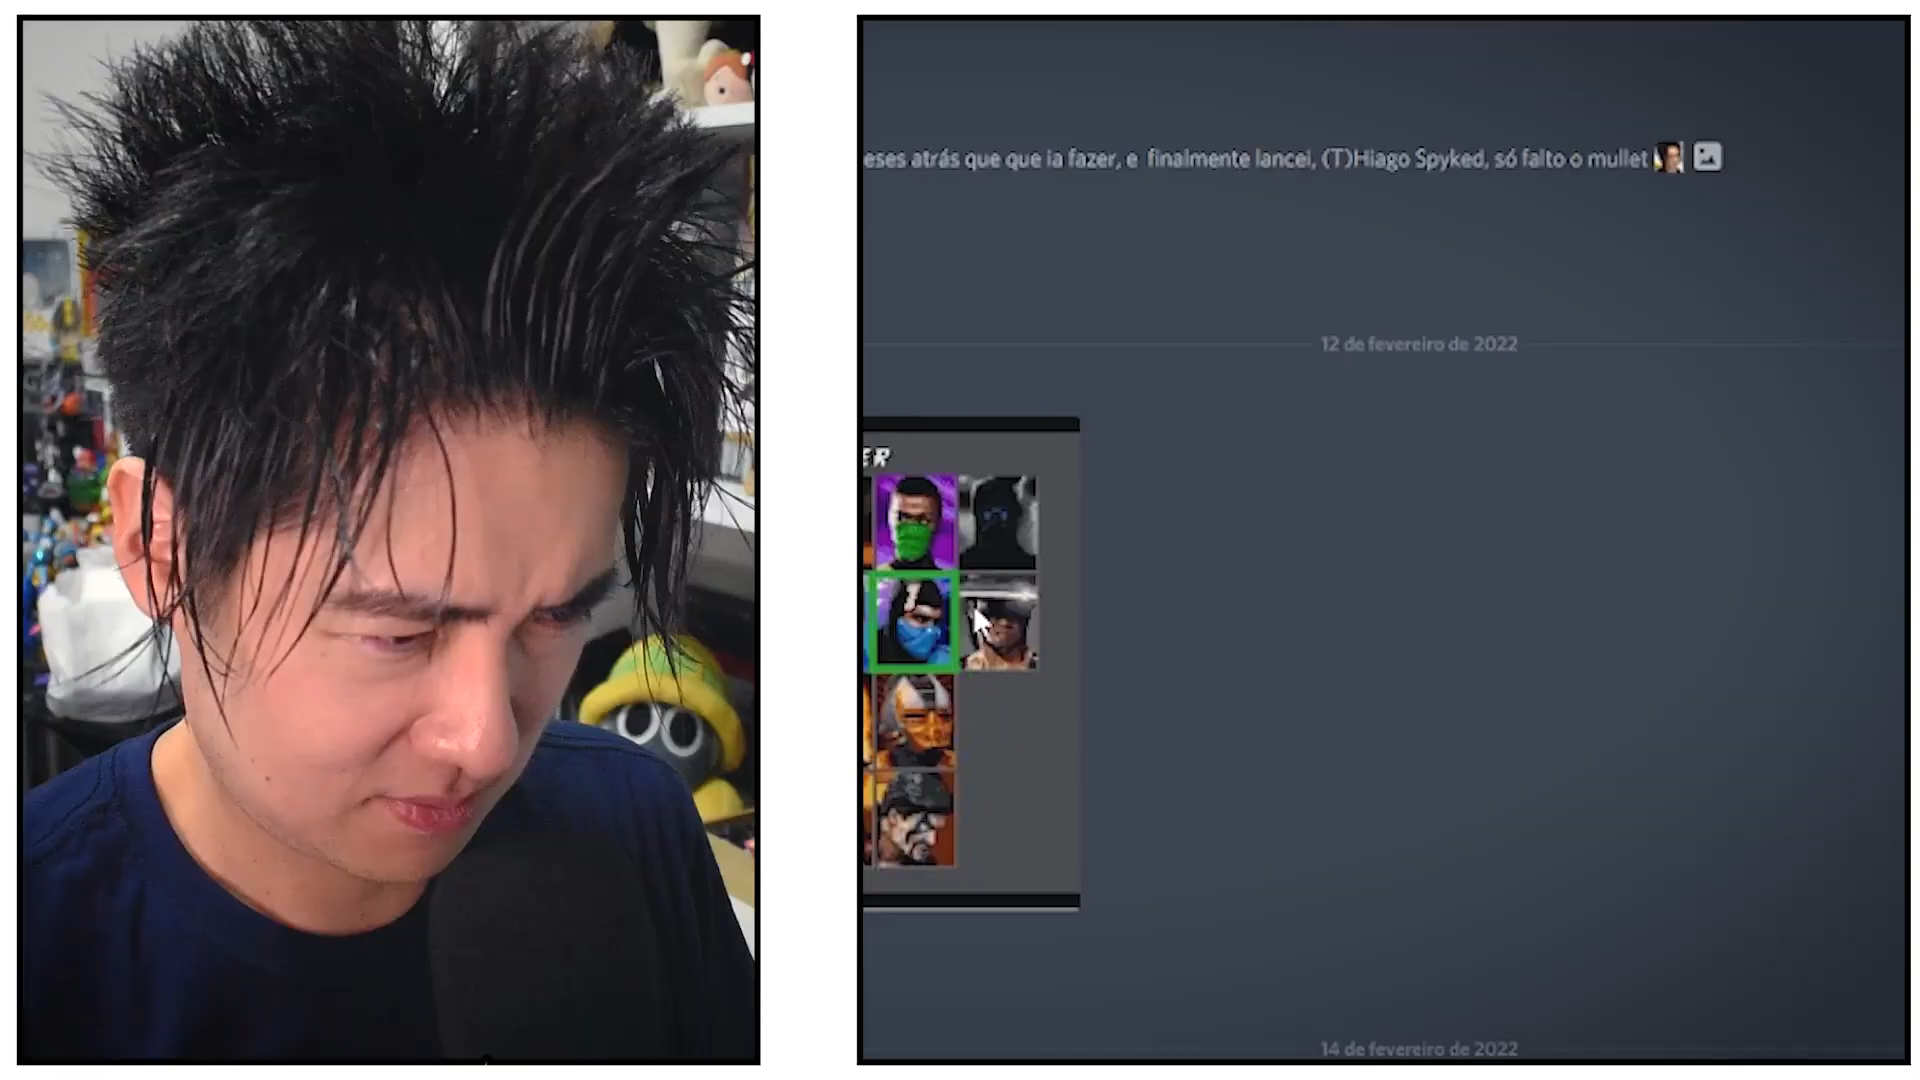 eses atrás que que ia fazer, e finalmente lancei, (T)Hiago Spyked, só falto o mullet
12 de fevereiro de 2022
ER
14 de fevereiro de 2022